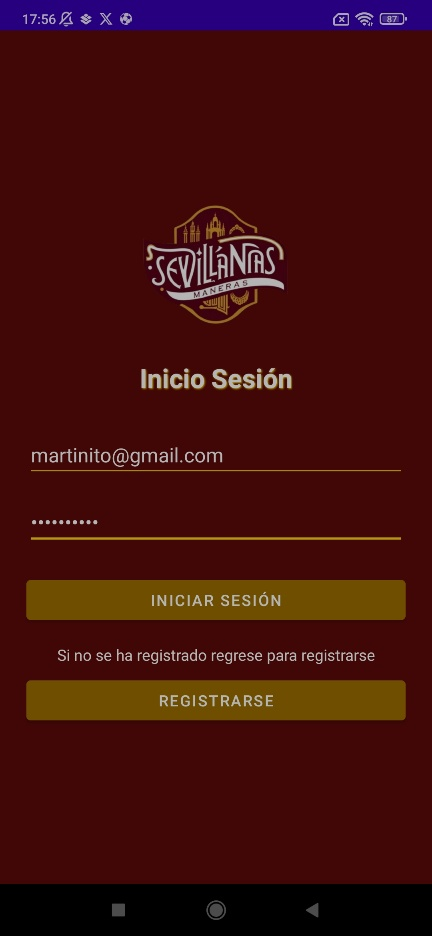 17:56
87
SEVILLANAS
MANERAS
Inicio Sesión
martinito@gmail.com
••••••••••
INICIAR SESIÓN
Si no se ha registrado regrese para registrarse
REGISTRARSE